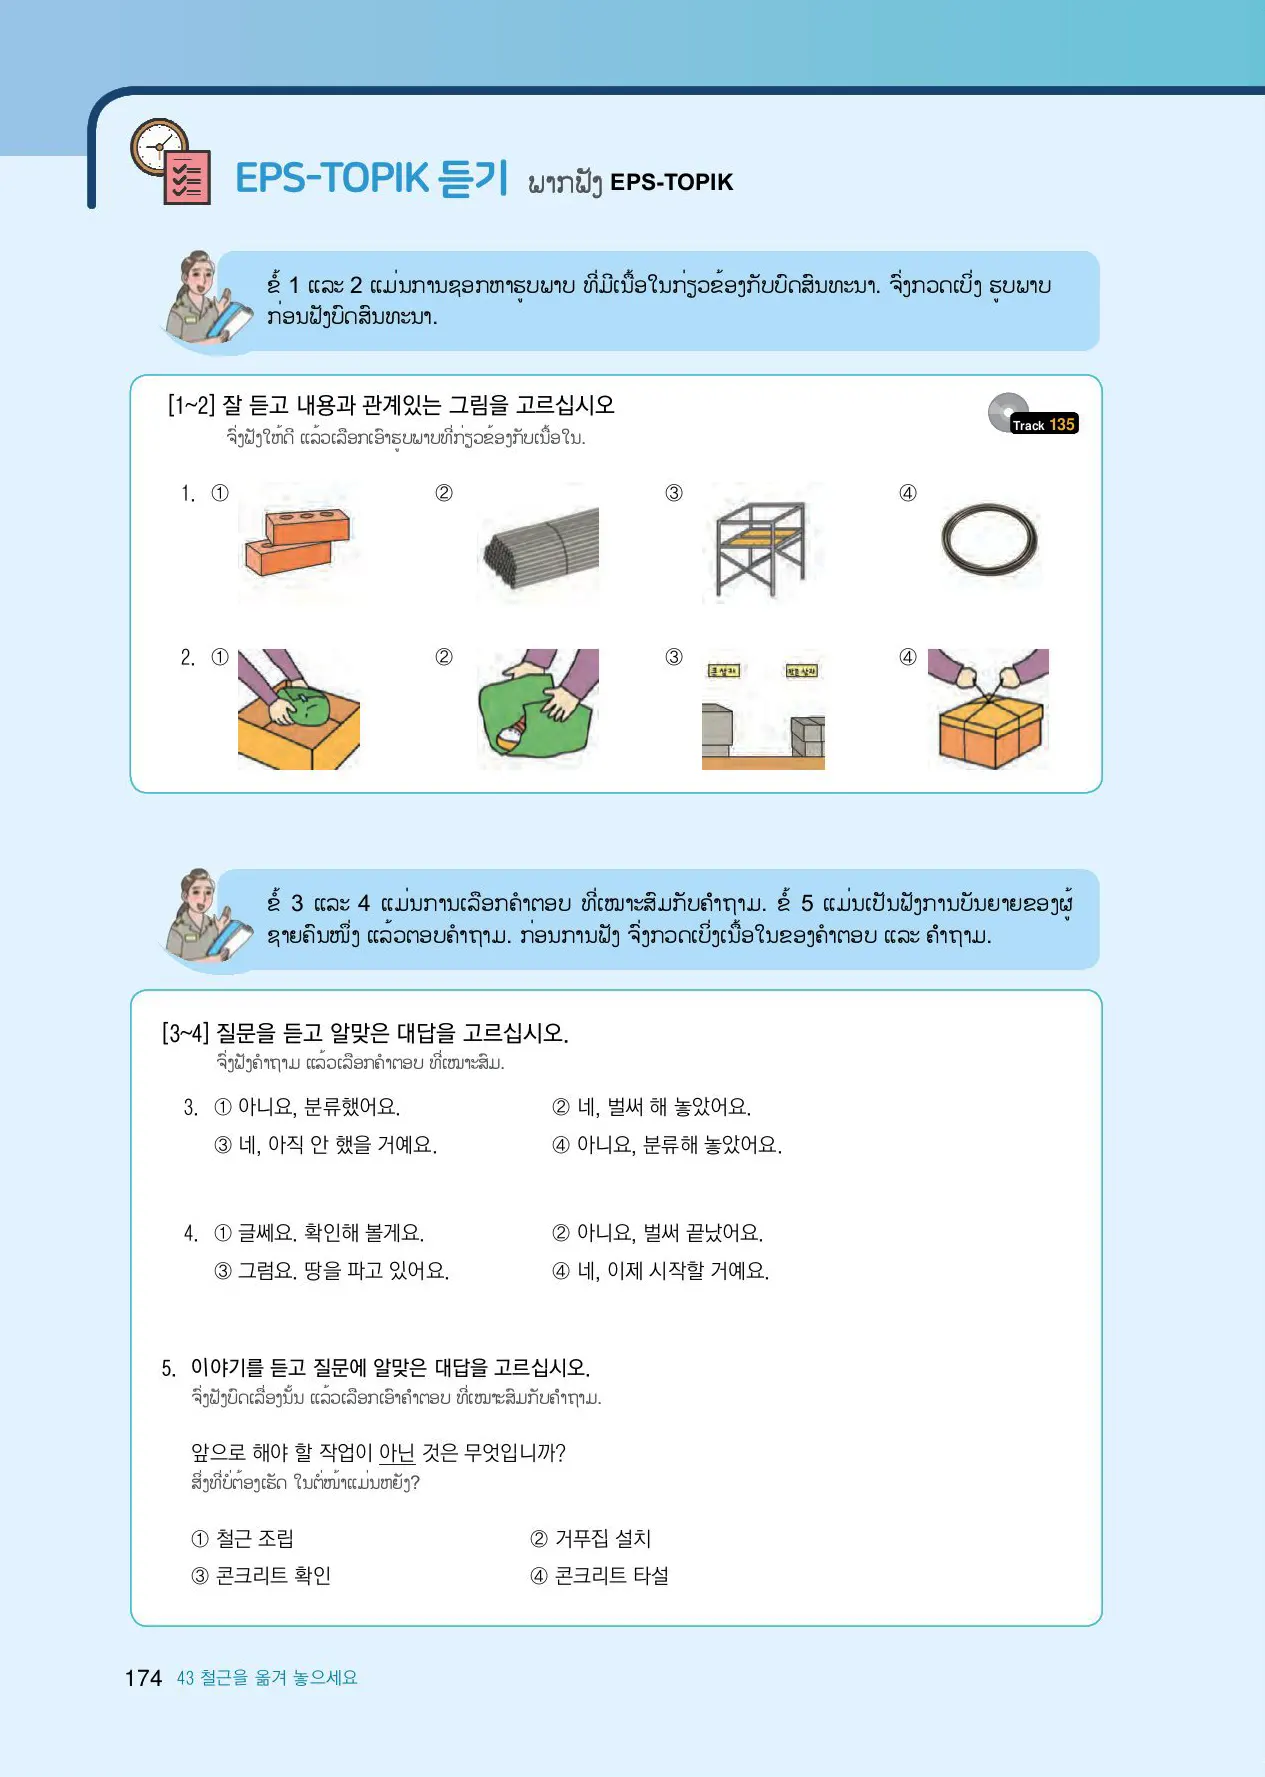 EPS-TOPIK 듣기 ພາກຟັງ EPS-TOPIK
ຂໍ້ 1 ແລະ 2 ແມ່ນການຊອກຫາຮູບພາບ ທີ່ມີເນື້ອໃນກ່ຽວຂ້ອງກັບບົດສົນທະນາ. ຈົ່ງກວດເບິ່ງ ຮູບພາບ
ກ່ອນຟັງບົດສົນທະນາ.
[1~2] 잘 듣고 내용과 관계있는 그림을 고르십시오
ຈົ່ງຟັງໃຫ້ດີ ແລ້ວເລືອກເອົາຮູບພາບທີ່ກ່ຽວຂ້ອງກັບເນື້ອໃນ.
Track 135
1. ① ② ③ ④
2. ① ② ③ ④
큰 상자 작은 상자
ຂໍ້ 3 ແລະ 4 ແມ່ນການເລືອກຄຳຕອບ ທີ່ເໝາະສົມກັບຄຳຖາມ. ຂໍ້ 5 ແມ່ນເປັນຟັງການບັນຍາຍຂອງຜູ້
ຊາຍຄົນໜຶ່ງ ແລ້ວຕອບຄຳຖາມ. ກ່ອນການຟັງ ຈົ່ງກວດເບິ່ງເນື້ອໃນຂອງຄຳຕອບ ແລະ ຄຳຖາມ.
[3~4] 질문을 듣고 알맞은 대답을 고르십시오.
ຈົ່ງຟັງຄຳຖາມ ແລ້ວເລືອກຄຳຕອບ ທີ່ເໝາະສົມ.
3. ① 아니요, 분류했어요. ② 네, 벌써 해 놓았어요.
③ 네, 아직 안 했을 거예요. ④ 아니요, 분류해 놓았어요.
4. ① 글쎄요. 확인해 볼게요. ② 아니요, 벌써 끝났어요.
③ 그럼요. 땅을 파고 있어요. ④ 네, 이제 시작할 거예요.
5. 이야기를 듣고 질문에 알맞은 대답을 고르십시오.
ຈົ່ງຟັງບົດເລື່ອງນັ້ນ ແລ້ວເລືອກເອົາຄຳຕອບ ທີ່ເໝາະສົມກັບຄຳຖາມ.
앞으로 해야 할 작업이 아닌 것은 무엇입니까?
ສິ່ງທີ່ບໍ່ຕ້ອງເຮັດ ໃນຕໍ່ໜ້າແມ່ນຫຍັງ?
① 철근 조립 ② 거푸집 설치
③ 콘크리트 확인 ④ 콘크리트 타설
174 43 철근을 옮겨 놓으세요